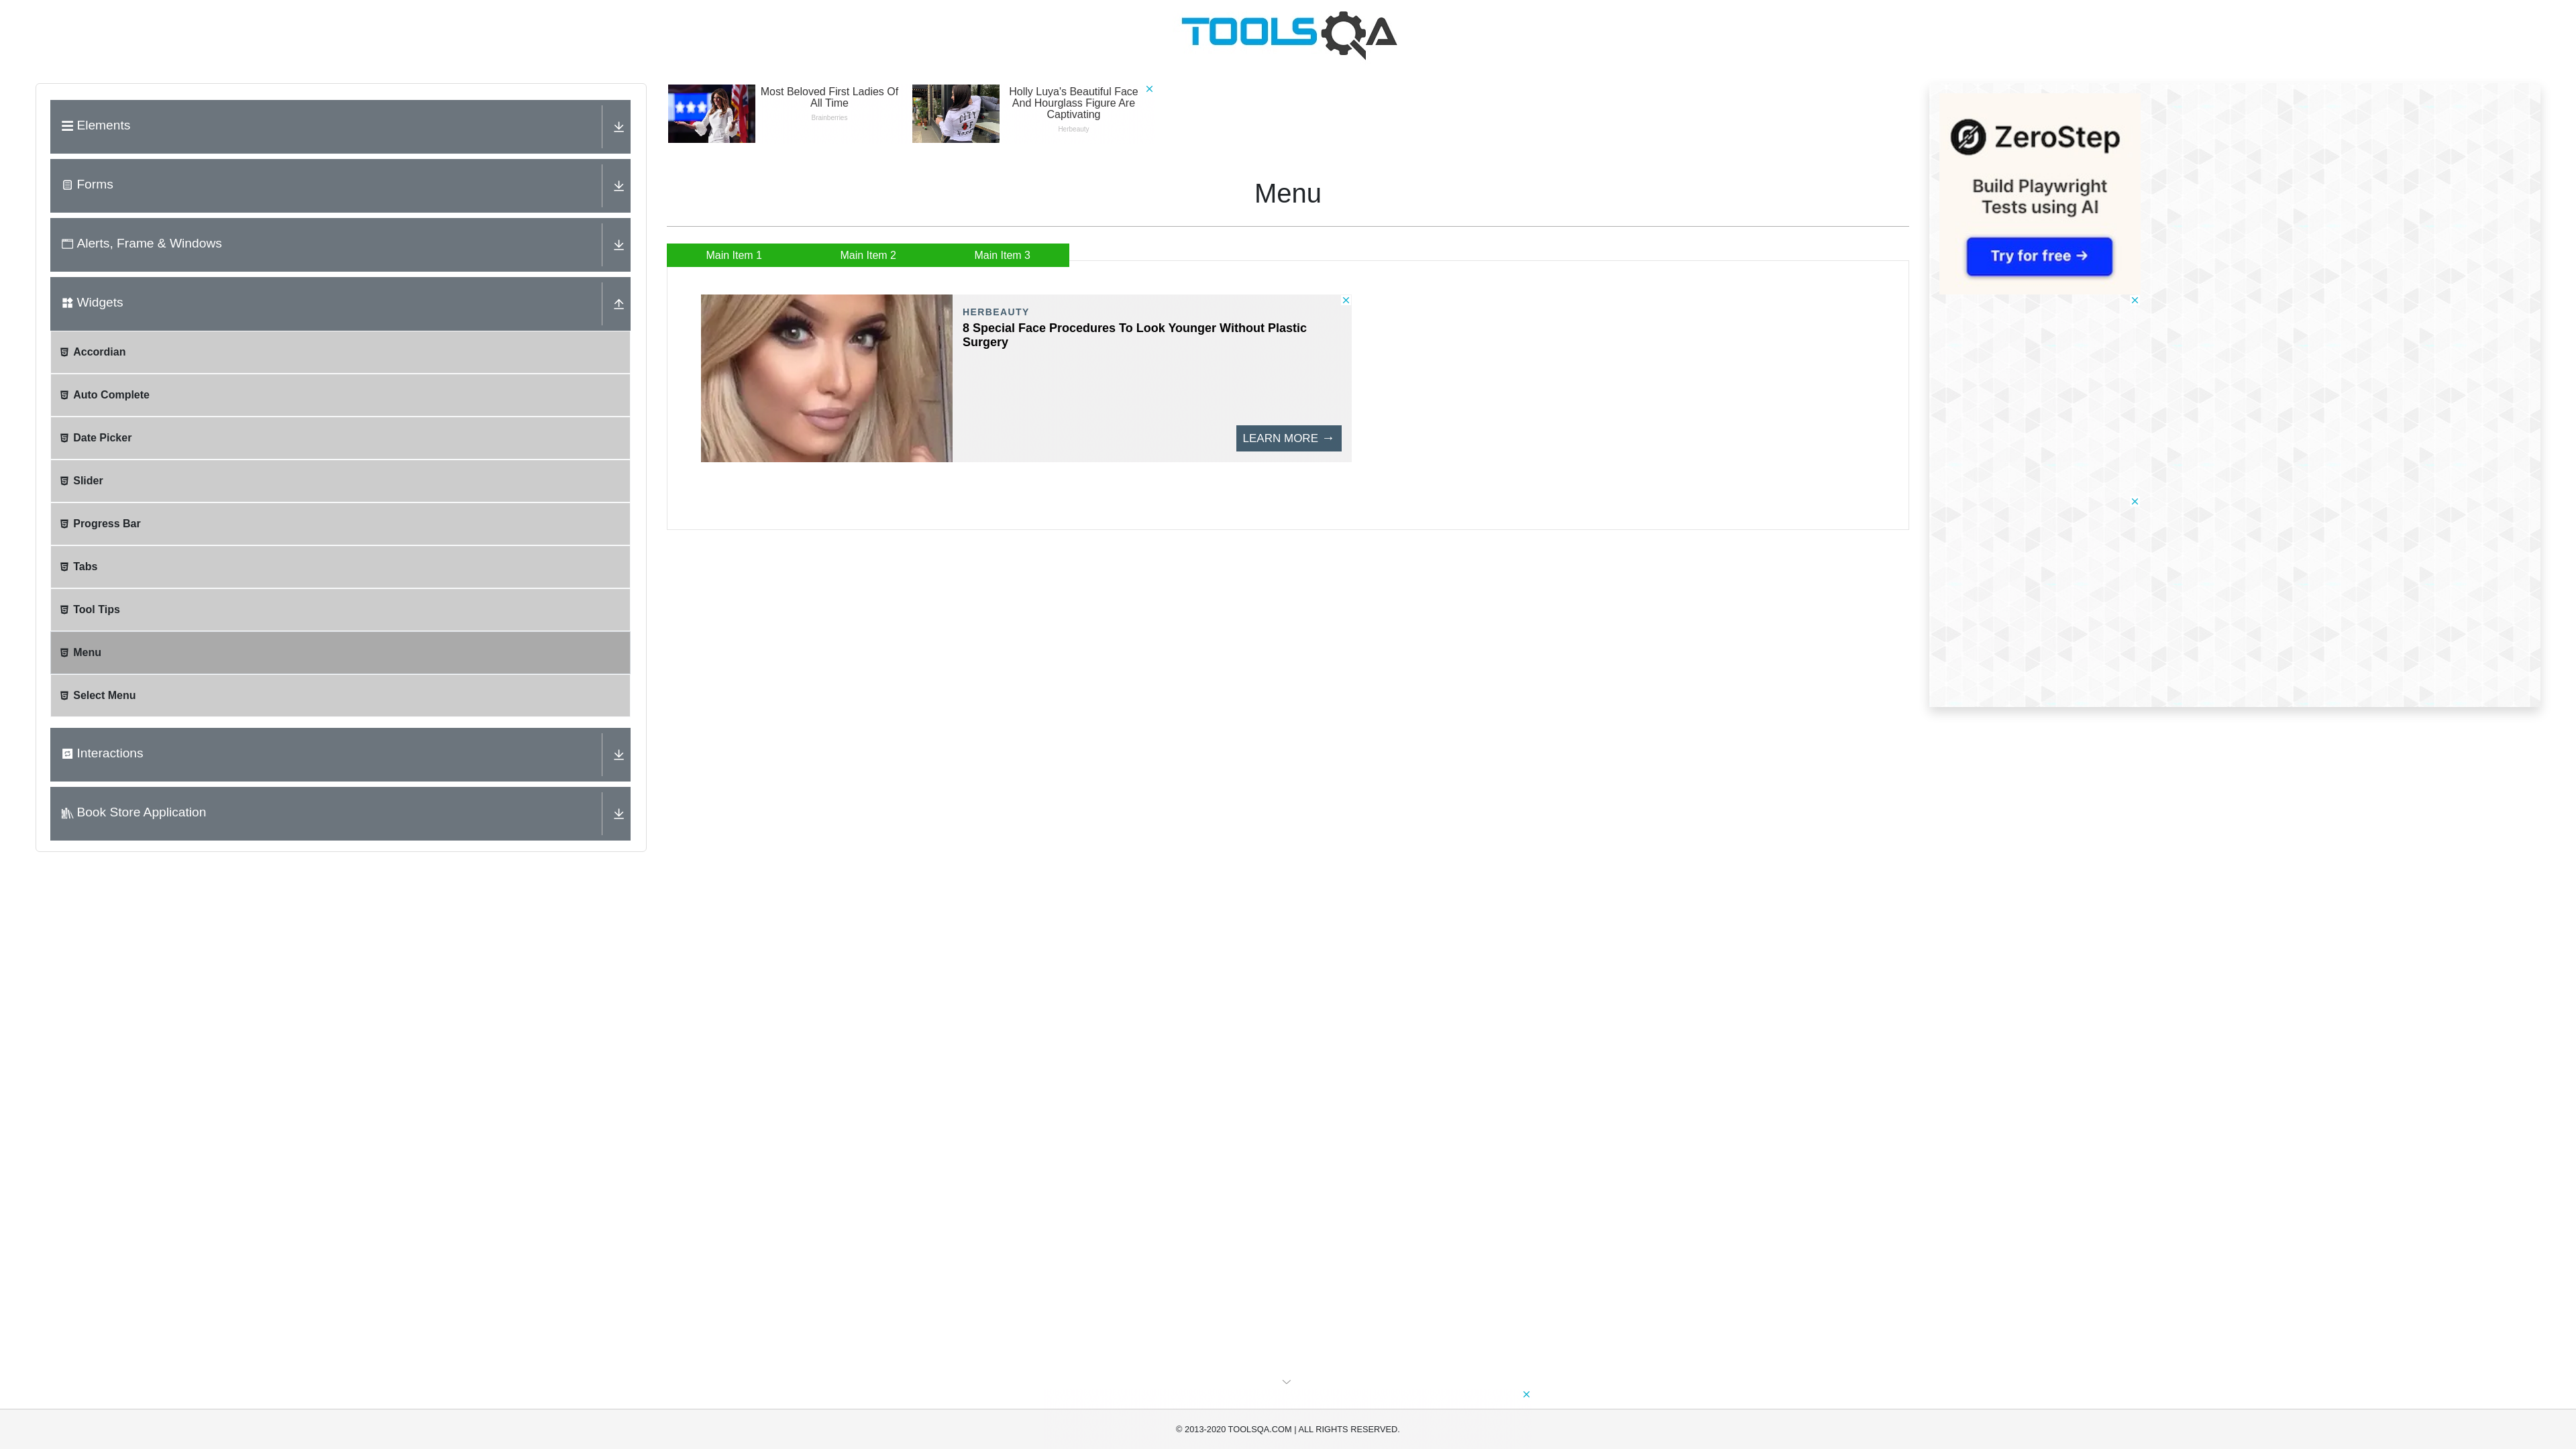 TOOLSQA
Elements
Forms
Alerts, Frame & Windows
Widgets
Accordian
Auto Complete
Date Picker
Slider
Progress Bar
Tabs
Tool Tips
Menu
Select Menu
Interactions
Book Store Application
Most Beloved First Ladies Of
All Time
Brainberries
Holly Luya's Beautiful Face
And Hourglass Figure Are
Captivating
Herbeauty
Menu
Main Item 1
Main Item 2
Main Item 3
HERBEAUTY
8 Special Face Procedures To Look Younger Without Plastic
Surgery
LEARN MORE →
ZeroStep
Build Playwright
Tests using AI
Try for free →
© 2013-2020 TOOLSQA.COM | ALL RIGHTS RESERVED.